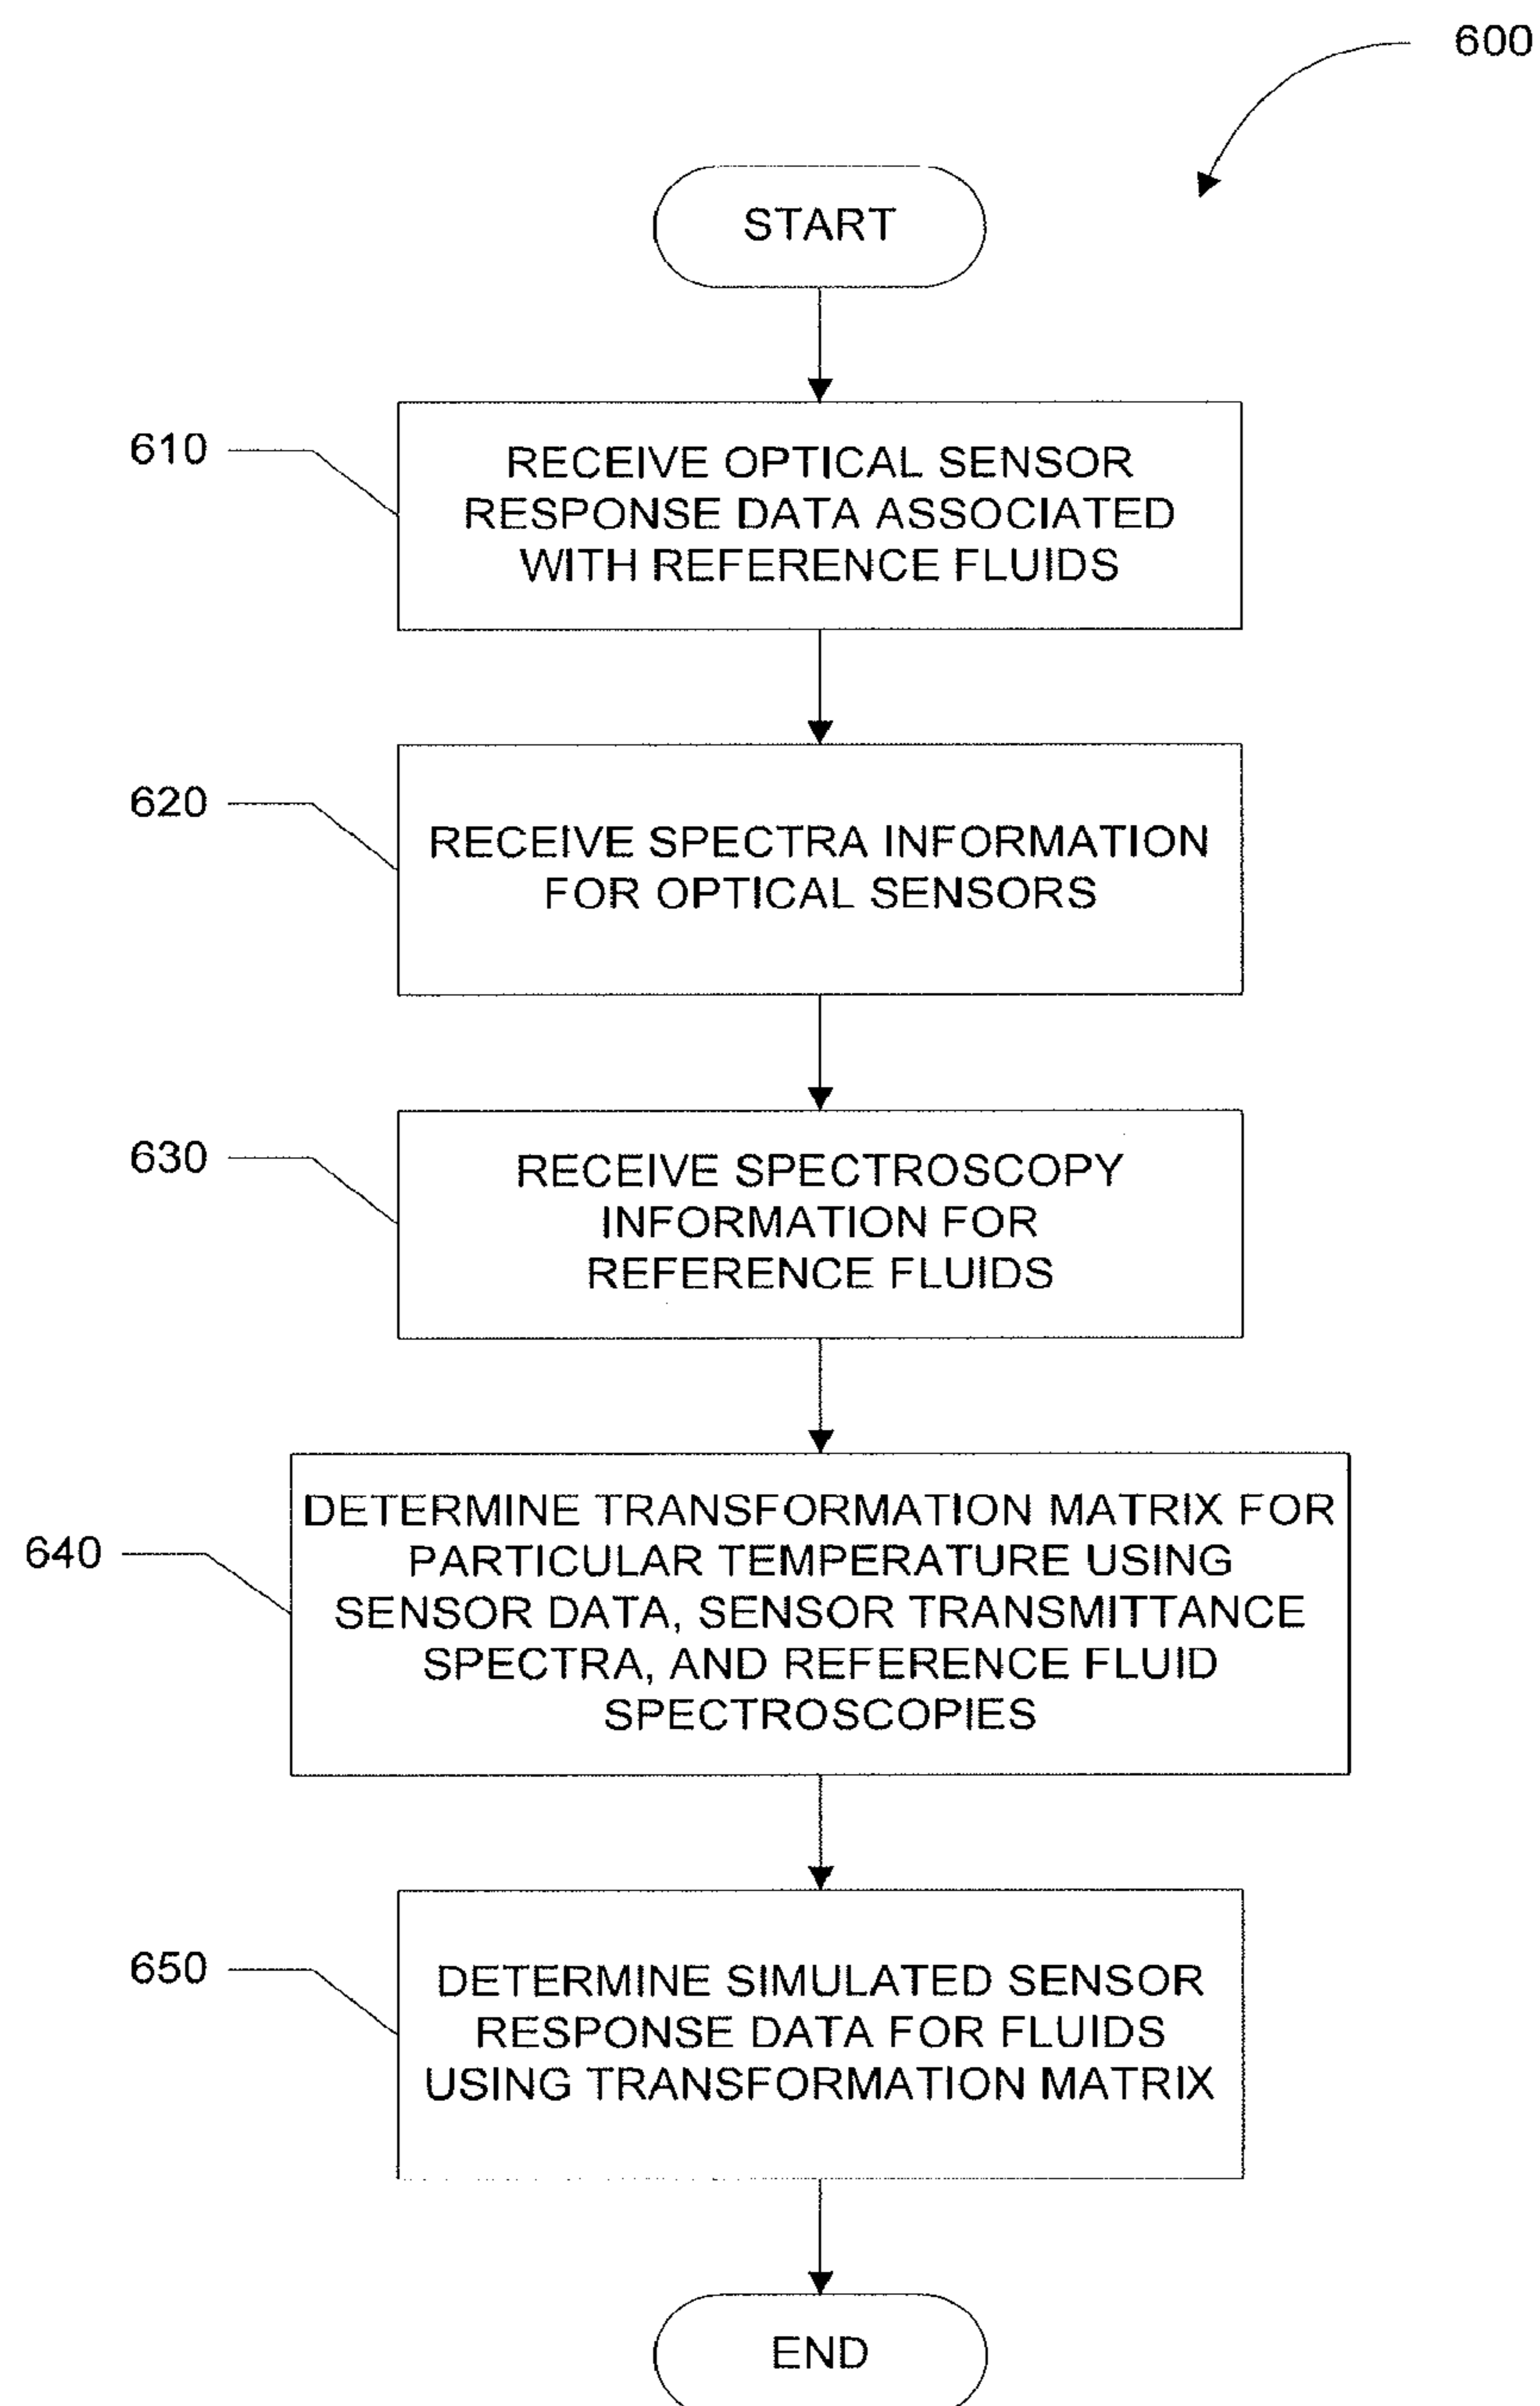 600
START
610
RECEIVE OPTICAL SENSOR
RESPONSE DATA ASSOCIATED
WITH REFERENCE FLUIDS
620
RECEIVE SPECTRA INFORMATION
FOR OPTICAL SENSORS
630
RECEIVE SPECTROSCOPY
INFORMATION FOR
REFERENCE FLUIDS
640
DETERMINE TRANSFORMATION MATRIX FOR
PARTICULAR TEMPERATURE USING
SENSOR DATA, SENSOR TRANSMITTANCE
SPECTRA, AND REFERENCE FLUID
SPECTROSCOPIES
650
DETERMINE SIMULATED SENSOR
RESPONSE DATA FOR FLUIDS
USING TRANSFORMATION MATRIX
END